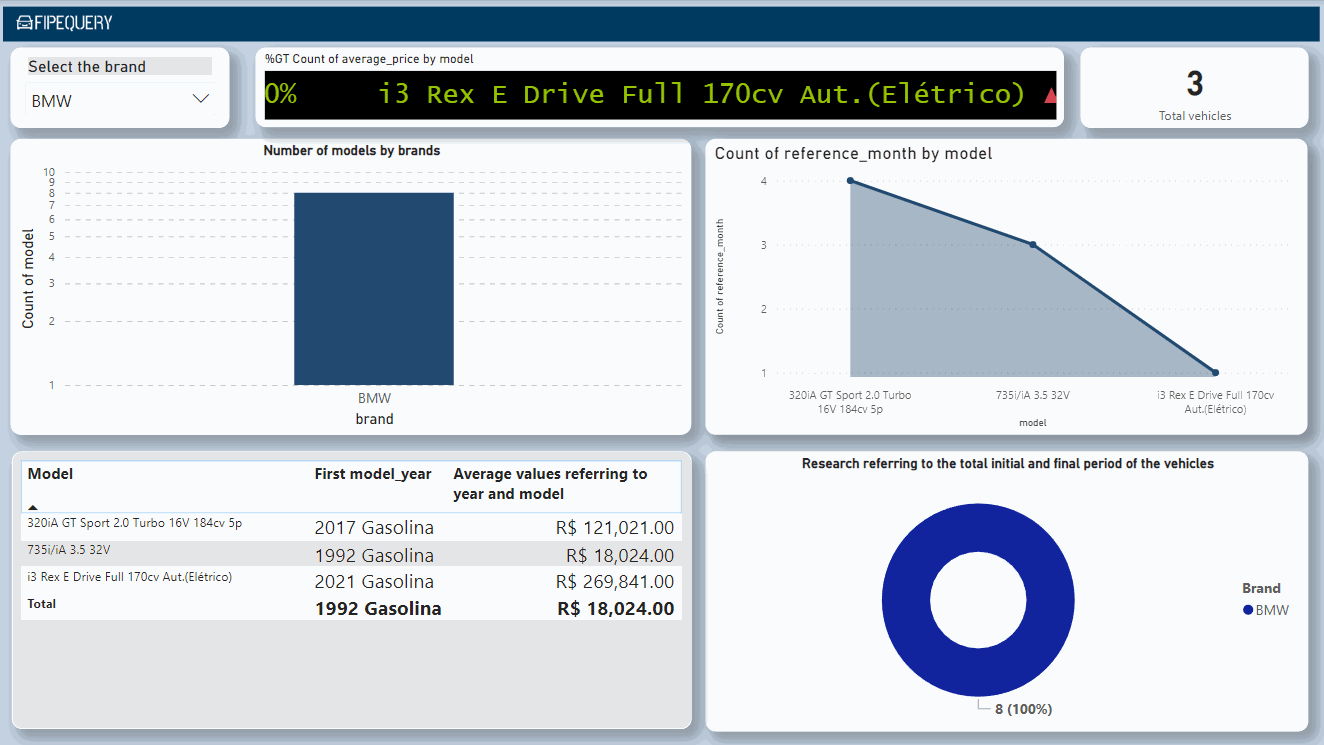 FIPEQUERY
Select the brand
BMW
%GT Count of average_price by model
0% i3 Rex E Drive Full 170cv Aut.(Elétrico)
3
Total vehicles
Number of models by brands
10
9
8
7
6
5
4
3
2
1
Count of model
BMW
brand
Count of reference_month by model
4
3
2
1
Count of reference_month
320iA GT Sport 2.0 Turbo
16V 184cv 5p
735i/iA 3.5 32V
i3 Rex E Drive Full 170cv
Aut.(Elétrico)
model
Model First model_year Average values referring to
year and model
320iA GT Sport 2.0 Turbo 16V 184cv 5p 2017 Gasolina R$ 121,021.00
735i/iA 3.5 32V 1992 Gasolina R$ 18,024.00
i3 Rex E Drive Full 170cv Aut.(Elétrico) 2021 Gasolina R$ 269,841.00
Total 1992 Gasolina R$ 18,024.00
Research referring to the total initial and final period of the vehicles
Brand
BMW
8 (100%)